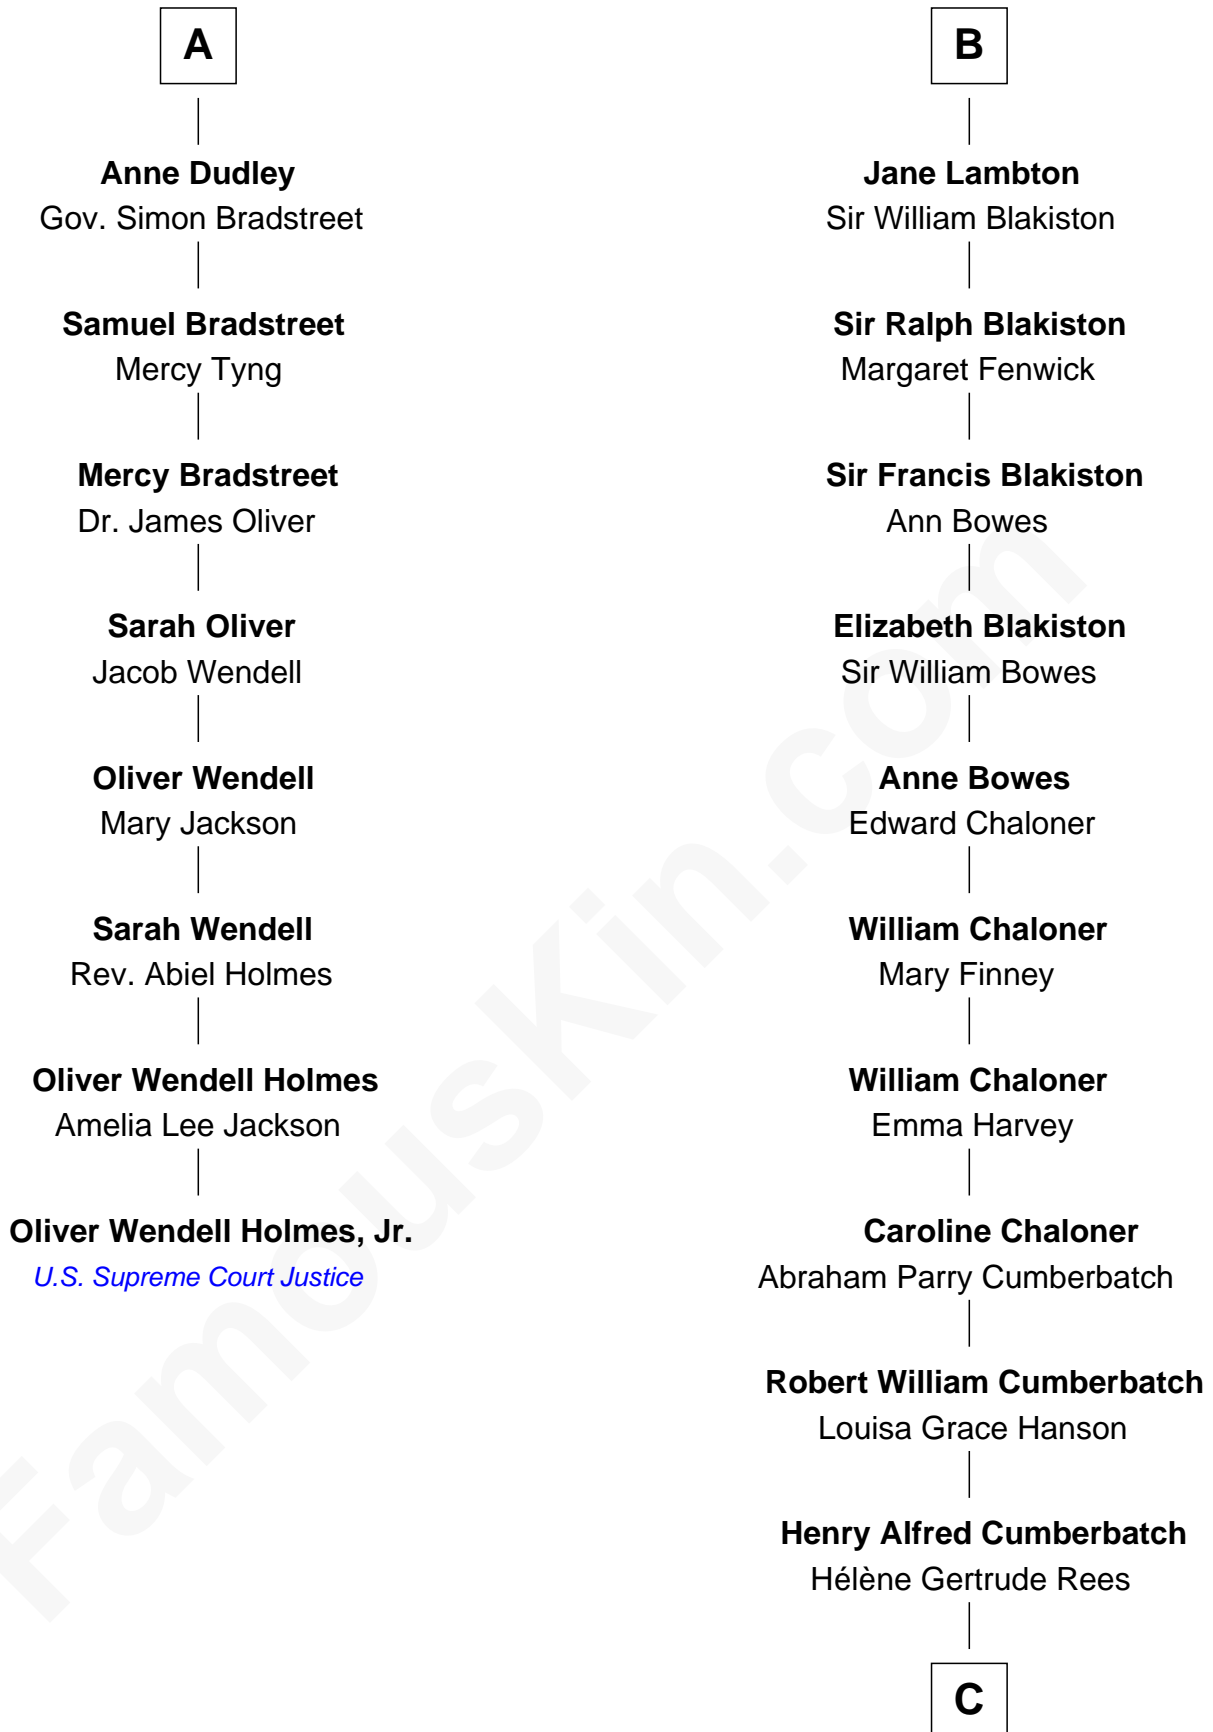 A
Anne Dudley
Gov. Simon Bradstreet
Samuel Bradstreet
Mercy Tyng
Mercy Bradstreet
Dr. James Oliver
Sarah Oliver
Jacob Wendell
Oliver Wendell
Mary Jackson
Sarah Wendell
Rev. Abiel Holmes
Oliver Wendell Holmes
Amelia Lee Jackson
Oliver Wendell Holmes, Jr.
U.S. Supreme Court Justice
B
Jane Lambton
Sir William Blakiston
Sir Ralph Blakiston
Margaret Fenwick
Sir Francis Blakiston
Ann Bowes
Elizabeth Blakiston
Sir William Bowes
Anne Bowes
Edward Chaloner
William Chaloner
Mary Finney
William Chaloner
Emma Harvey
Caroline Chaloner
Abraham Parry Cumberbatch
Robert William Cumberbatch
Louisa Grace Hanson
Henry Alfred Cumberbatch
Hélène Gertrude Rees
C
FamousKin.com